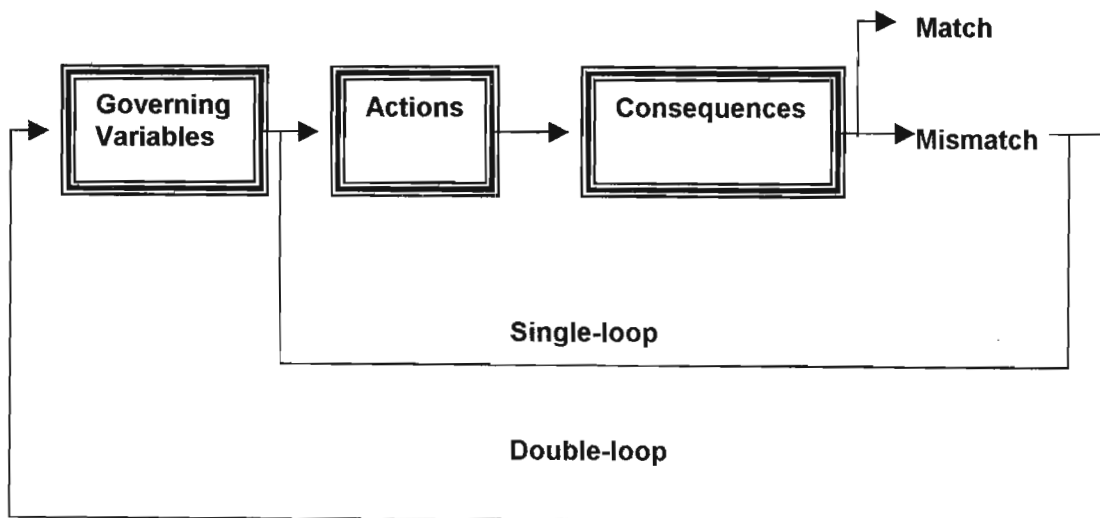 Match
Governing
Variables
Actions
Consequences
Mismatch
Single-loop
Double-loop